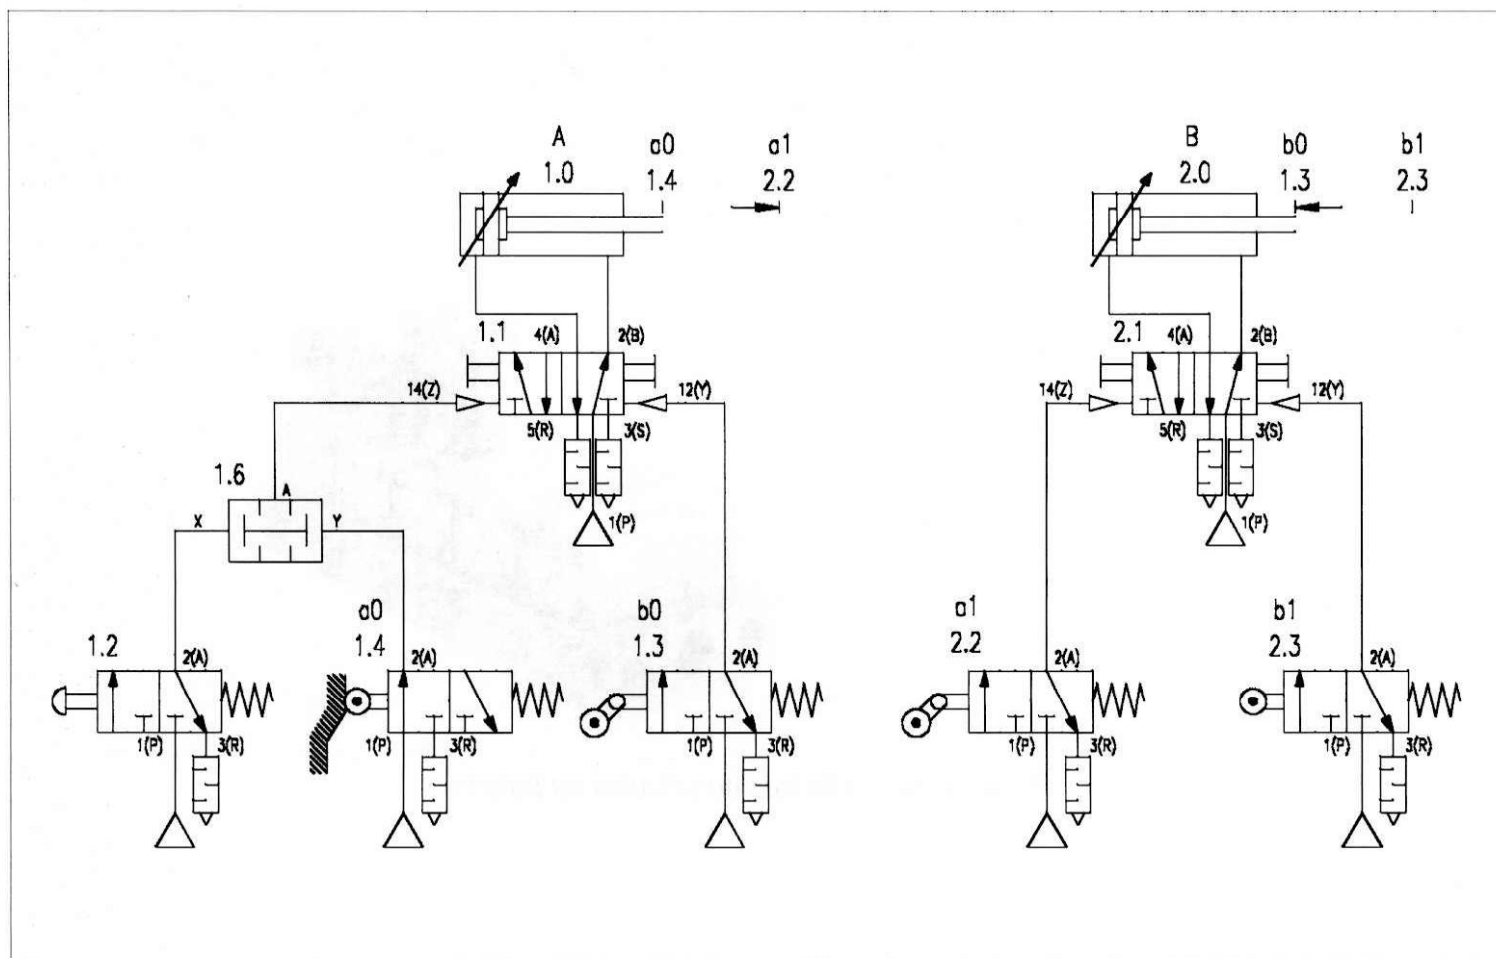 A a0 a1
1.0 1.4 2.2
B b0 b1
2.0 1.3 2.3
1.1 4(A) 2(B)
14(Z) 12(Y)
5(R) 3(S)
1(P)
2.1 4(A) 2(B)
14(Z) 12(Y)
5(R) 3(S)
1(P)
1.6 A
X Y
1.2 2(A)
1(P) 3(R)
a0
1.4 2(A)
1(P) 3(R)
b0
1.3 2(A)
1(P) 3(R)
a1
2.2 2(A)
1(P) 3(R)
b1
2.3 2(A)
1(P) 3(R)